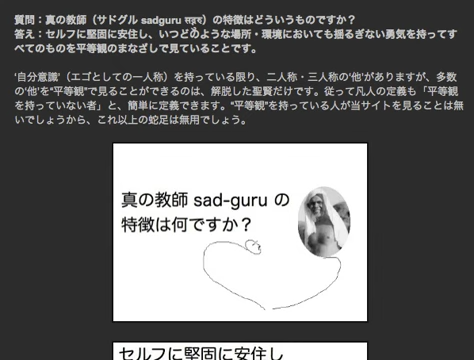 質問：真の教師（サドグル sadguru सद्गुरु）の特徴はどういうものですか？
答え：セルフに堅固に安住し、いつどのような場所・環境においても揺るぎない勇気を持ってす
べてのものを平等観のまなざしで見ていることです。
'自分意識'（エゴとしての一人称）を持っている限り、二人称・三人称の'他'がありますが、多数
の'他'を"平等観"で見ることができるのは、解脱した聖賢だけです。従って凡人の定義も「平等観
を持っていない者」と、簡単に定義できます。"平等観"を持っている人が当サイトを見ることは無
いでしょうから、これ以上の蛇足は無用でしょう。
真の教師 sad-guru の
特徴は何ですか？
セルフに堅固に安住し